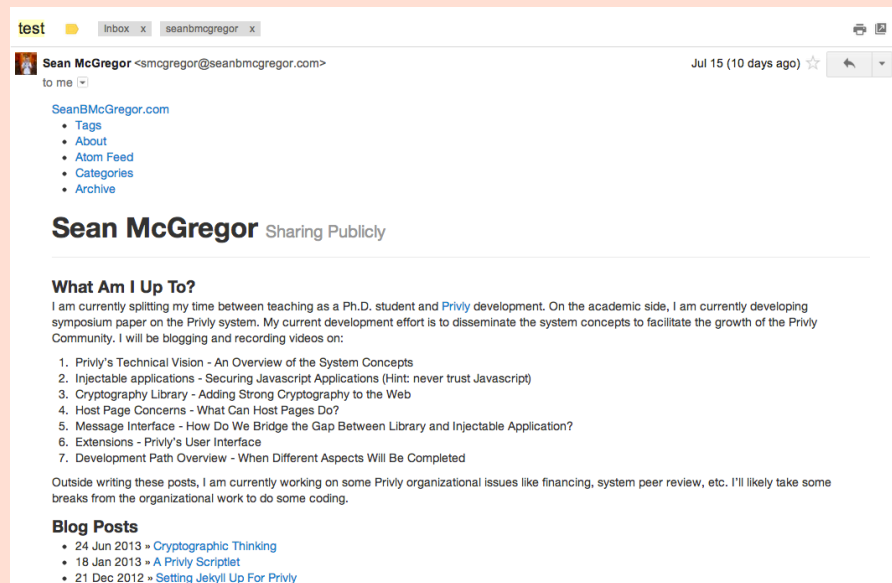 test
Inbox x
seanbmcgregor x
Sean McGregor <smcgregor@seanbmcgregor.com>
Jul 15 (10 days ago)
to me
SeanBMcGregor.com
Tags
About
Atom Feed
Categories
Archive
Sean McGregor Sharing Publicly
What Am I Up To?
I am currently splitting my time between teaching as a Ph.D. student and Privly development. On the academic side, I am currently developing
symposium paper on the Privly system. My current development effort is to disseminate the system concepts to facilitate the growth of the Privly
Community. I will be blogging and recording videos on:
1. Privly's Technical Vision - An Overview of the System Concepts
2. Injectable applications - Securing Javascript Applications (Hint: never trust Javascript)
3. Cryptography Library - Adding Strong Cryptography to the Web
4. Host Page Concerns - What Can Host Pages Do?
5. Message Interface - How Do We Bridge the Gap Between Library and Injectable Application?
6. Extensions - Privly's User Interface
7. Development Path Overview - When Different Aspects Will Be Completed
Outside writing these posts, I am currently working on some Privly organizational issues like financing, system peer review, etc. I'll likely take some
breaks from the organizational work to do some coding.
Blog Posts
24 Jun 2013 » Cryptographic Thinking
18 Jan 2013 » A Privly Scriptlet
21 Dec 2012 » Setting Jekyll Up For Privly